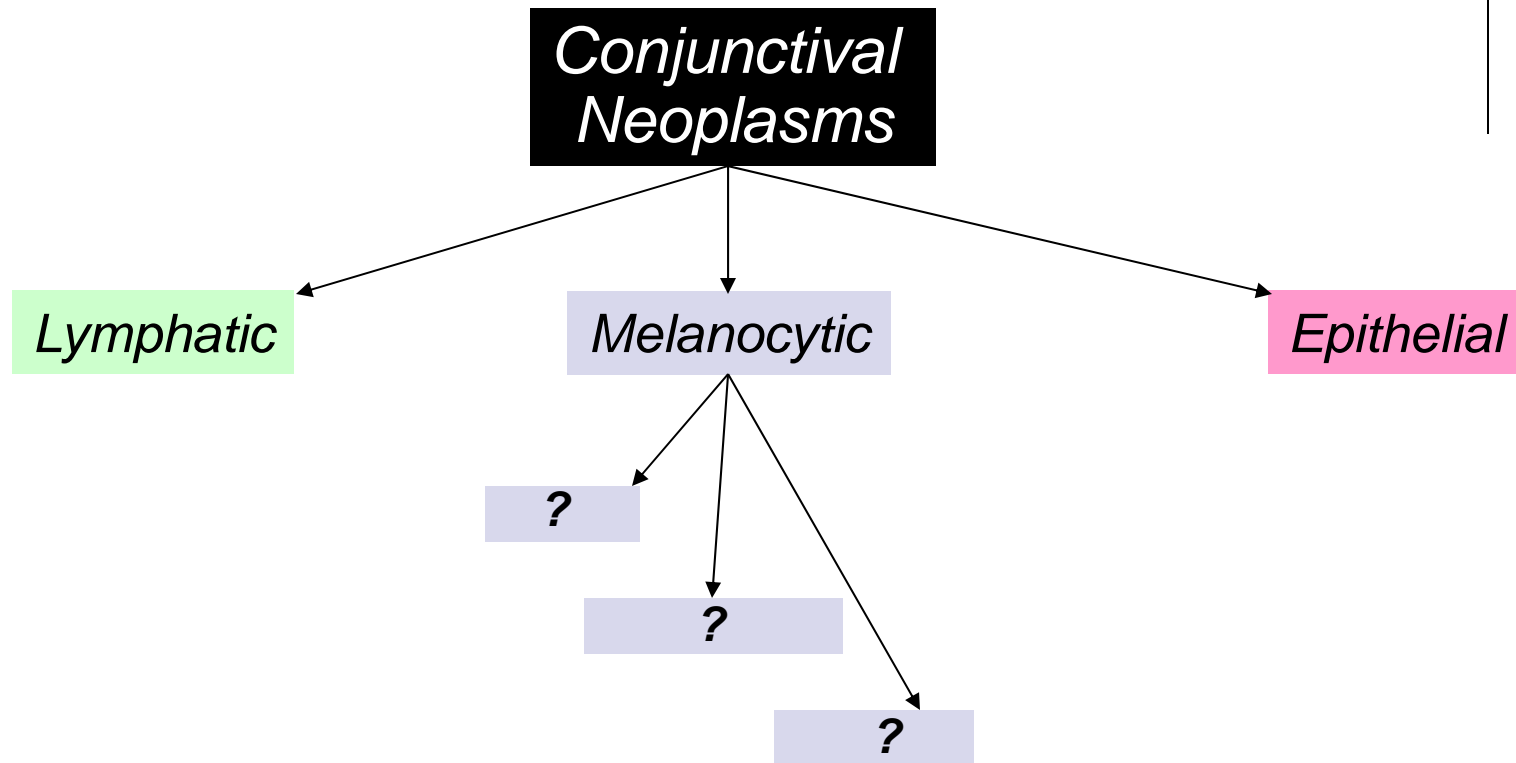 Conjunctival
Neoplasms
Lymphatic
Melanocytic
Epithelial
?
?
?